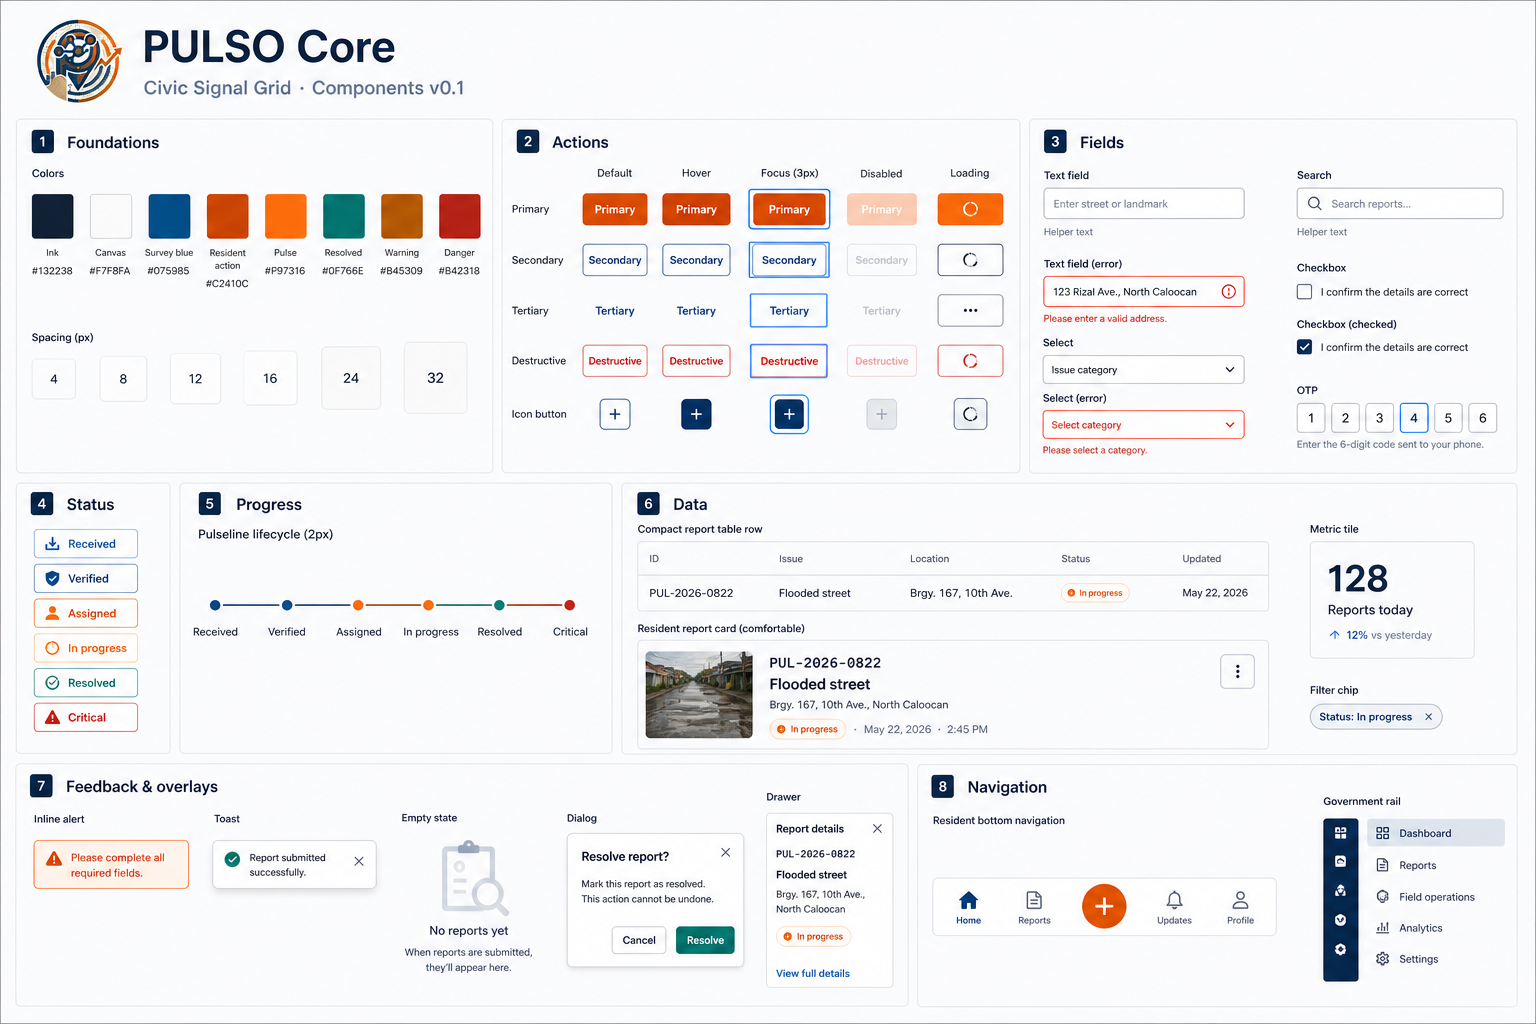 PULSO Core
Civic Signal Grid · Components v0.1
1 Foundations
Colors
Ink
#132238
Canvas
#F7F8FA
Survey blue
#075985
Resident
action
#C2410C
Pulse
#F97316
Resolved
#0F766E
Warning
#B45309
Danger
#B42318
Spacing (px)
4 8 12 16 24 32
2 Actions
Default Hover Focus (3px) Disabled Loading
Primary Primary Primary Primary Primary
Secondary Secondary Secondary Secondary Secondary
Tertiary Tertiary Tertiary Tertiary Tertiary
Destructive Destructive Destructive Destructive Destructive
Icon button
3 Fields
Text field
Enter street or landmark
Helper text
Text field (error)
123 Rizal Ave., North Caloocan
Please enter a valid address.
Select
Issue category
Select (error)
Select category
Please select a category.
Search
Search reports...
Helper text
Checkbox
I confirm the details are correct
Checkbox (checked)
I confirm the details are correct
OTP
1 2 3 4 5 6
Enter the 6-digit code sent to your phone.
4 Status
Received
Verified
Assigned
In progress
Resolved
Critical
5 Progress
Pulseline lifecycle (2px)
Received Verified Assigned In progress Resolved Critical
6 Data
Compact report table row
ID Issue Location Status Updated
PUL-2026-0822 Flooded street Brgy. 167, 10th Ave. In progress May 22, 2026
Resident report card (comfortable)
PUL-2026-0822
Flooded street
Brgy. 167, 10th Ave., North Caloocan
In progress · May 22, 2026 · 2:45 PM
Metric tile
128
Reports today
12% vs yesterday
Filter chip
Status: In progress
7 Feedback & overlays
Inline alert
Please complete all
required fields.
Toast
Report submitted
successfully.
Empty state
No reports yet
When reports are submitted,
they'll appear here.
Dialog
Resolve report?
Mark this report as resolved.
This action cannot be undone.
Cancel Resolve
Drawer
Report details
PUL-2026-0822
Flooded street
Brgy. 167, 10th Ave.,
North Caloocan
In progress
View full details
8 Navigation
Resident bottom navigation
Home Reports Updates Profile
Government rail
Dashboard
Reports
Field operations
Analytics
Settings